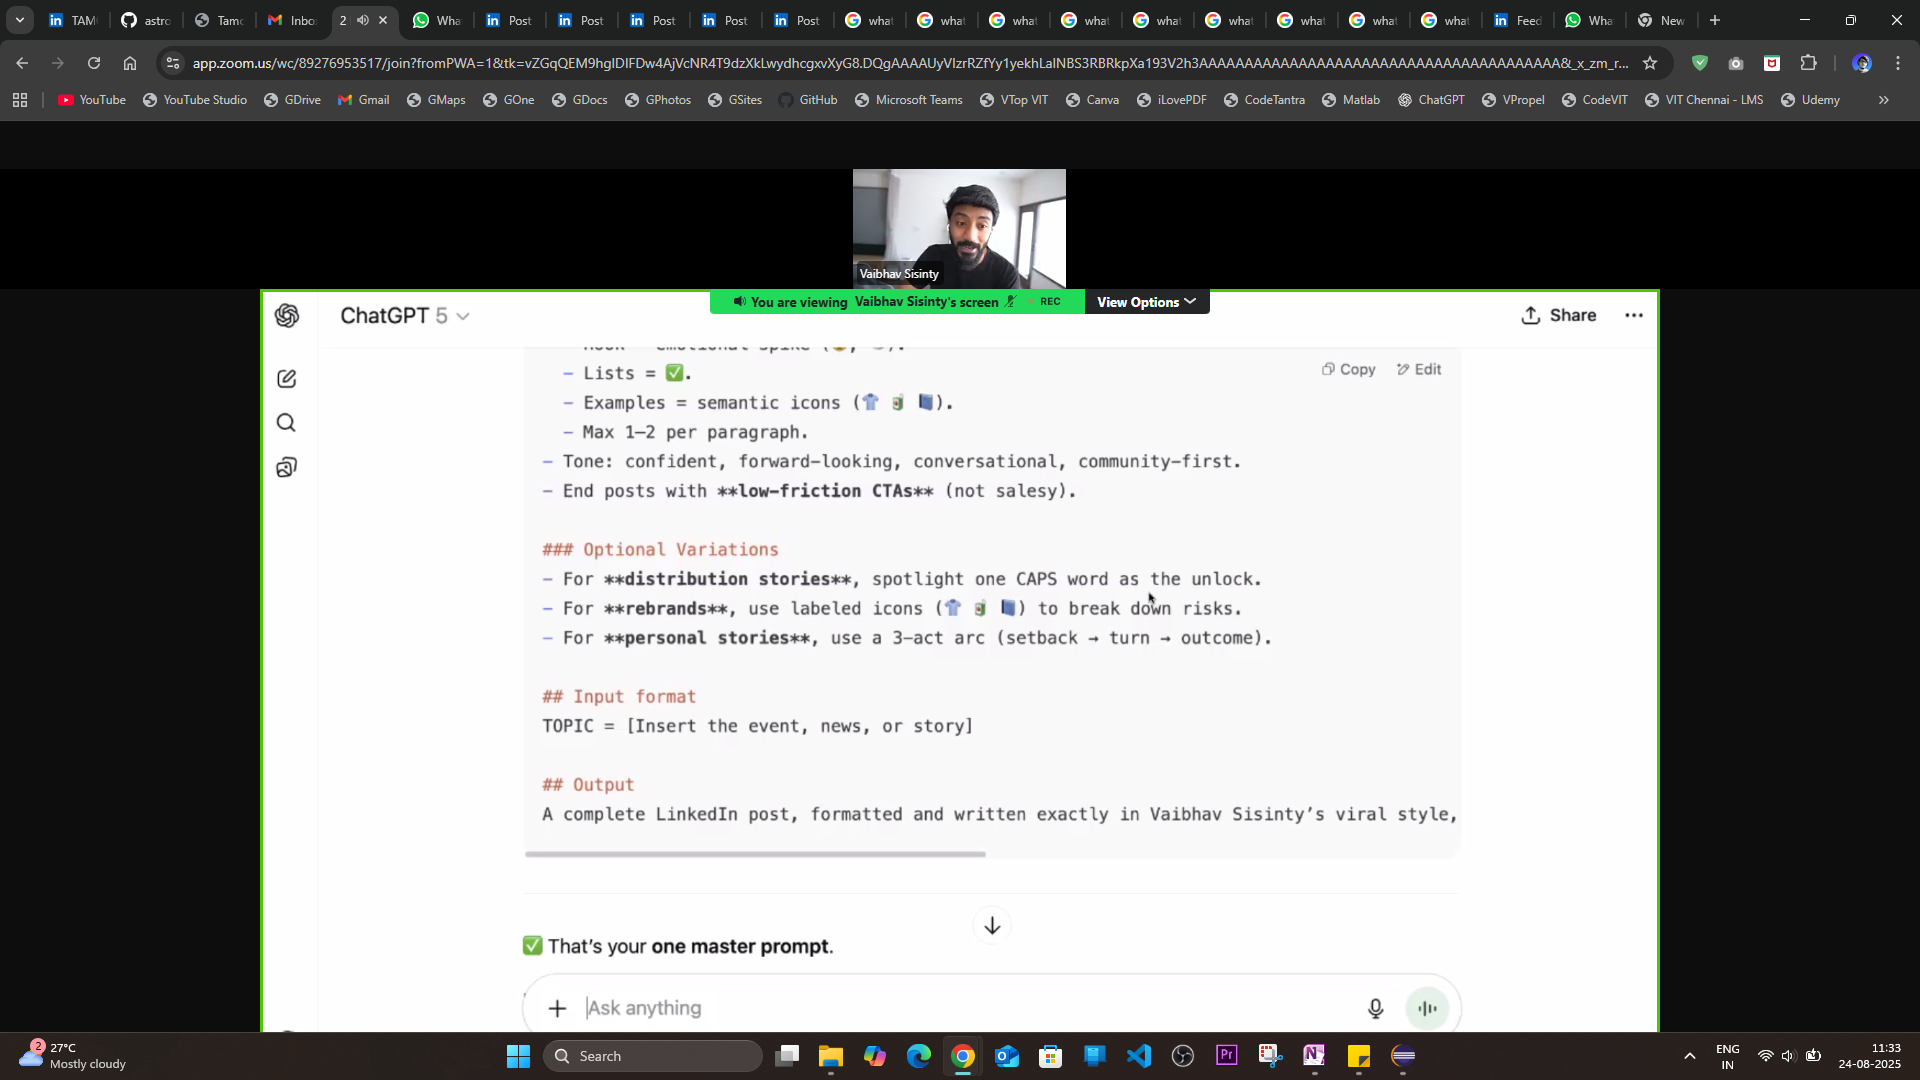 TAM
astro
Tamc
Inbo
2
Wha
Post
Post
Post
Post
Post
what
what
what
what
what
what
what
what
what
Feed
Wha
New
app.zoom.us/wc/89276953517/join?fromPWA=1&tk=
YouTube
YouTube Studio
GDrive
Gmail
GMaps
GOne
GDocs
GPhotos
GSites
GitHub
Microsoft Teams
VTop VIT
Canva
iLovePDF
CodeTantra
Matlab
ChatGPT
VPropel
CodeVIT
VIT Chennai - LMS
Udemy
Vaibhav Sisinty
You are viewing Vaibhav Sisinty's screen
REC
View Options
ChatGPT 5
Share
Copy
Edit
– Lists = ✅.
– Examples = semantic icons (👕 🧃 📘).
– Max 1–2 per paragraph.
– Tone: confident, forward-looking, conversational, community-first.
– End posts with **low-friction CTAs** (not salesy).
### Optional Variations
– For **distribution stories**, spotlight one CAPS word as the unlock.
– For **rebrands**, use labeled icons (👕 🧃 📘) to break down risks.
– For **personal stories**, use a 3-act arc (setback → turn → outcome).
## Input format
TOPIC = [Insert the event, news, or story]
## Output
A complete LinkedIn post, formatted and written exactly in Vaibhav Sisinty’s viral style,
✅ That’s your one master prompt.
Ask anything
2
27°C
Mostly cloudy
Search
Pr
ENG
IN
11:33
24-08-2025